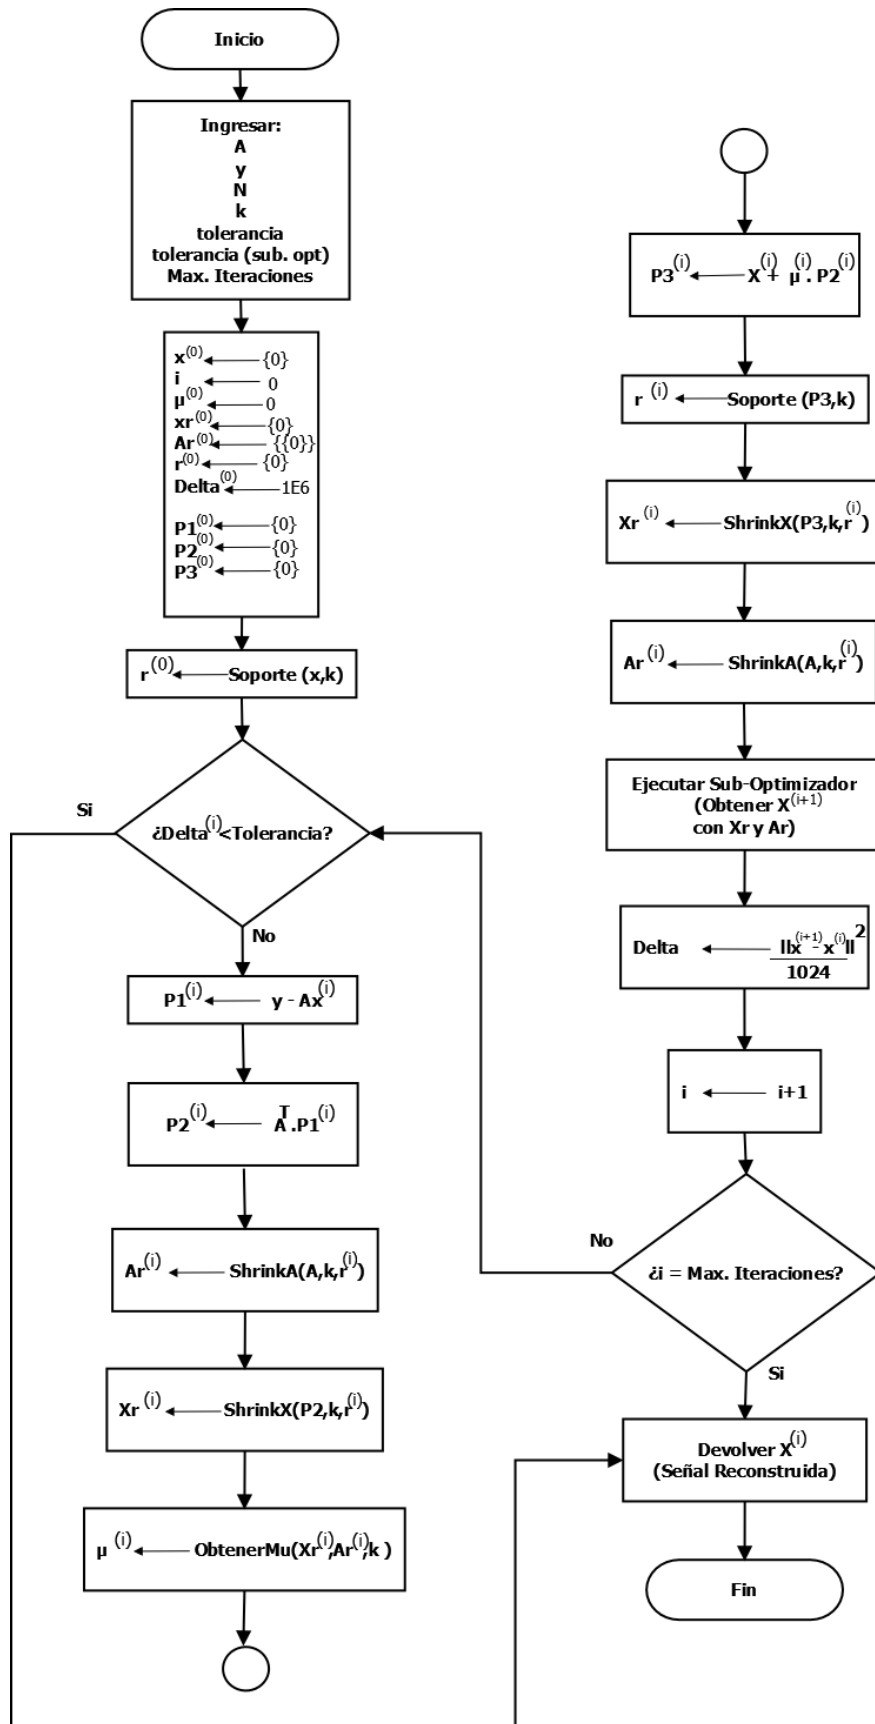 Inicio
Ingresar:
A
y
N
k
tolerancia
tolerancia (sub. opt)
Max. Iteraciones
x(0) ← {0}
i ← 0
μ(0) ← 0
xr(0) ← {0}
Ar(0) ← {{0}}
r(0) ← {0}
Delta(0) ← 1E6
P1(0) ← {0}
P2(0) ← {0}
P3(0) ← {0}
r(0) ← Soporte (x,k)
Si
¿Delta(i)<Tolerancia?
No
P1(i) ← y - Ax(i)
P2(i) ← AT.P1(i)
Ar(i) ← ShrinkA(A,k,r(i))
Xr(i) ← ShrinkX(P2,k,r(i))
μ(i) ← ObtenerMu(Xr(i),Ar(i),k )
P3(i) ← X(i)+ μ(i). P2(i)
r(i) ← Soporte (P3,k)
Xr(i) ← ShrinkX(P3,k,r(i))
Ar(i) ← ShrinkA(A,k,r(i))
Ejecutar Sub-Optimizador
(Obtener X(i+1)
con Xr y Ar)
Delta ← ||x(i+1)- x(i)||2
1024
i ← i+1
No
¿i = Max. Iteraciones?
Si
Devolver X(i)
(Señal Reconstruida)
Fin